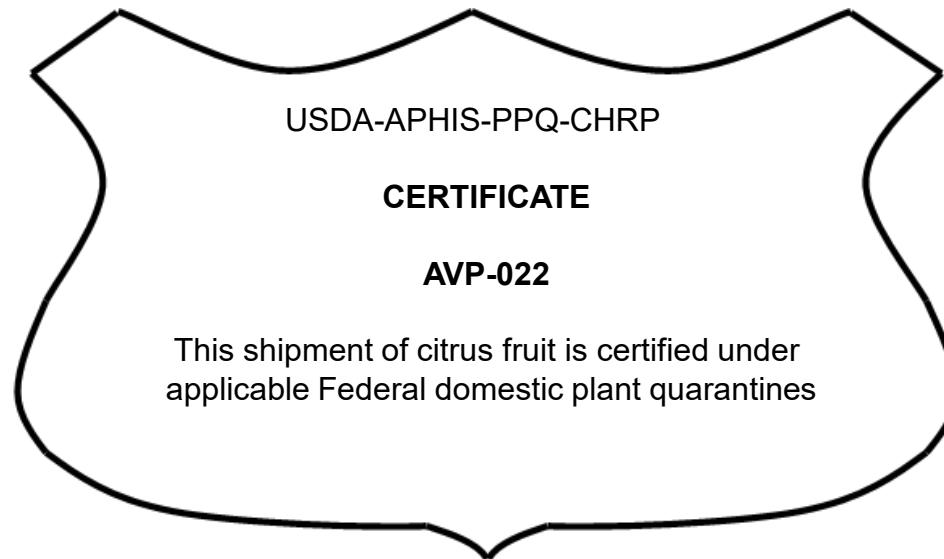 USDA-APHIS-PPQ-CHRP
CERTIFICATE
AVP-022
This shipment of citrus fruit is certified under
applicable Federal domestic plant quarantines